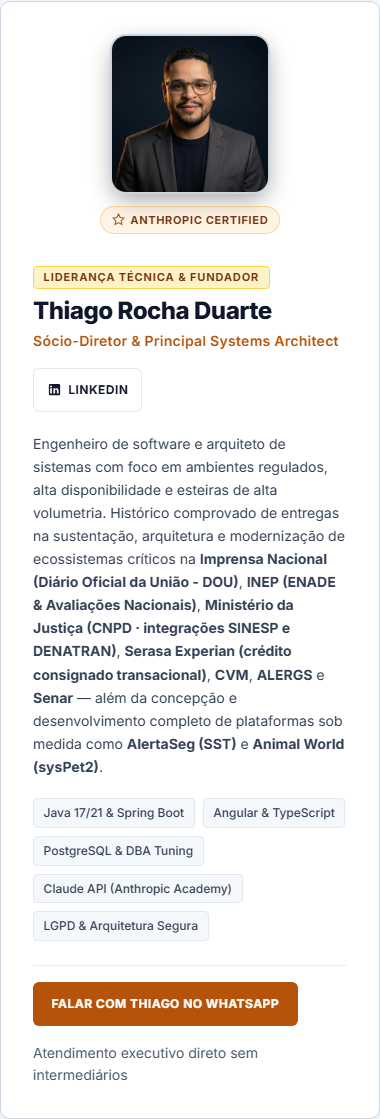 ANTHROPIC CERTIFIED
LIDERANÇA TÉCNICA & FUNDADOR
Thiago Rocha Duarte
Sócio-Diretor & Principal Systems Architect
LINKEDIN
Engenheiro de software e arquiteto de
sistemas com foco em ambientes regulados,
alta disponibilidade e esteiras de alta
volumetria. Histórico comprovado de entregas
na sustentação, arquitetura e modernização de
ecossistemas críticos na Imprensa Nacional
(Diário Oficial da União - DOU), INEP (ENADE
& Avaliações Nacionais), Ministério da
Justiça (CNPD · integrações SINESP e
DENATRAN), Serasa Experian (crédito
consignado transacional), CVM, ALERGS e
Senar — além da concepção e
desenvolvimento completo de plataformas sob
medida como AlertaSeg (SST) e Animal World
(sysPet2).
Java 17/21 & Spring Boot
Angular & TypeScript
PostgreSQL & DBA Tuning
Claude API (Anthropic Academy)
LGPD & Arquitetura Segura
FALAR COM THIAGO NO WHATSAPP
Atendimento executivo direto sem
intermediários